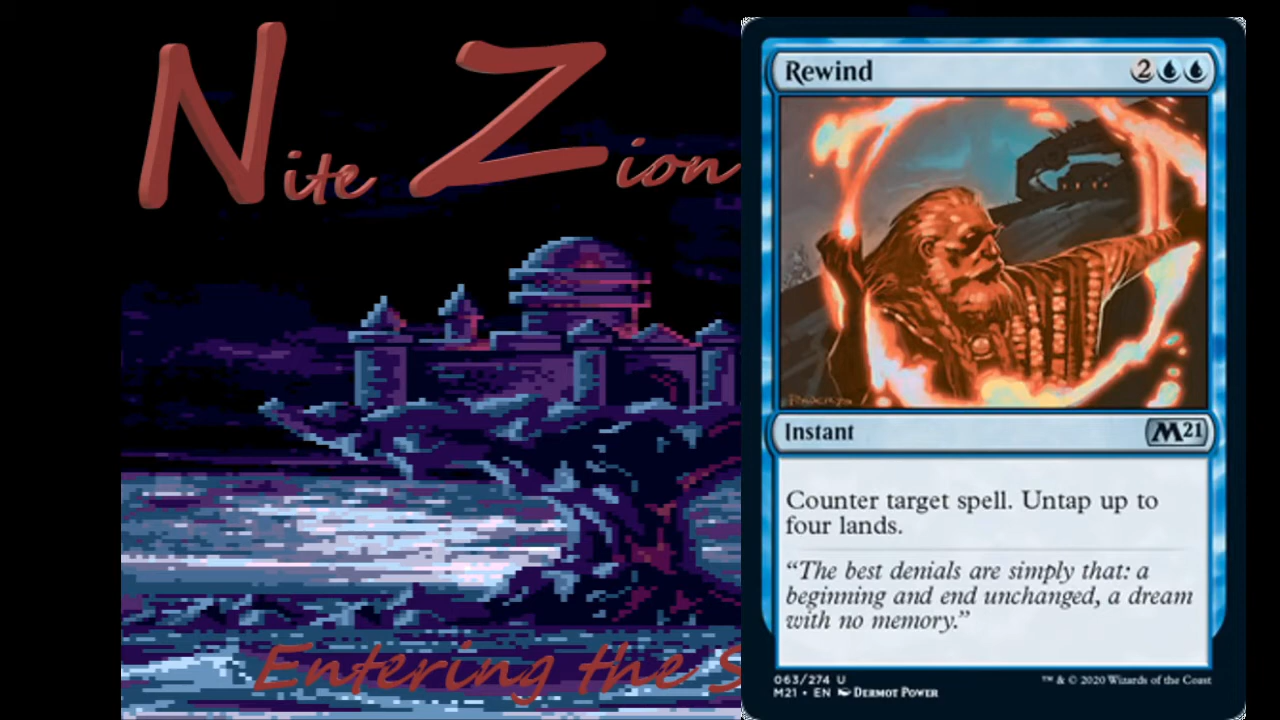 Nite Zion
Entering the S
Rewind 2
Instant M21
Counter target spell. Untap up to
four lands.
“The best denials are simply that: a
beginning and end unchanged, a dream
with no memory.”
063/274 U
M21 • EN Dermot Power
™ & © 2020 Wizards of the Coast